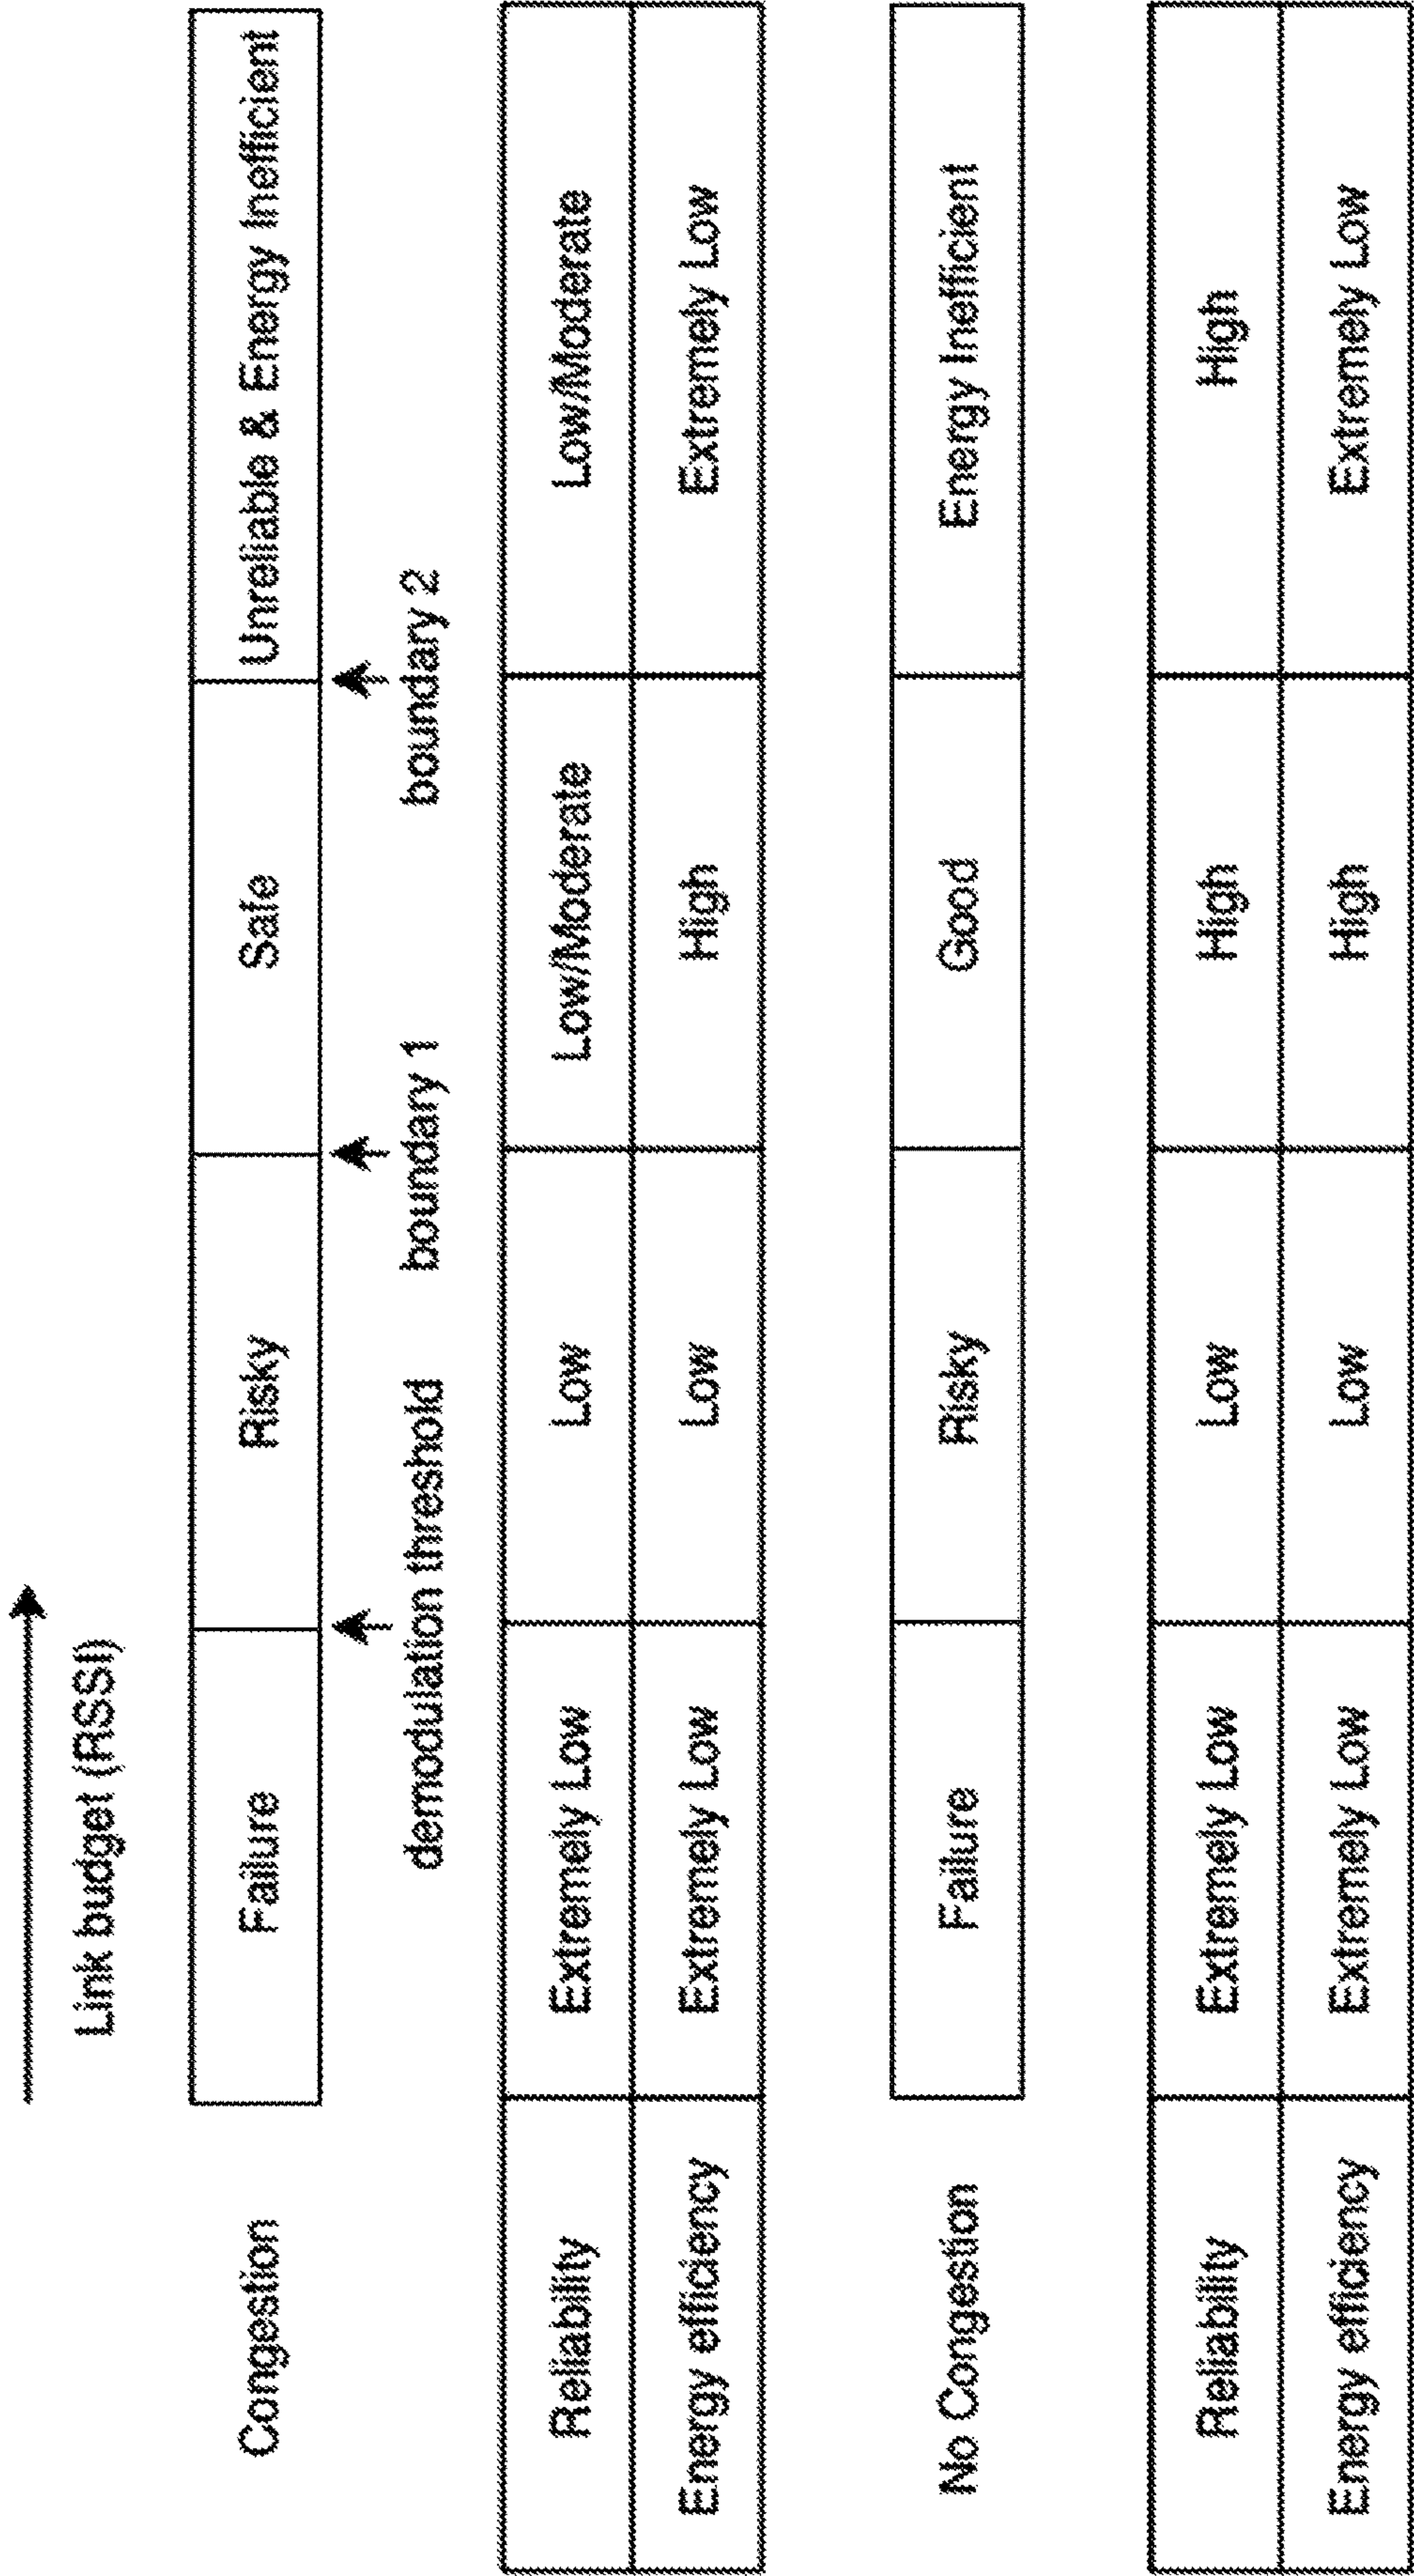 Link budget (RSSI)
Congestion Failure Risky Safe Unreliable & Energy Inefficient
demodulation threshold boundary 1 boundary 2
Reliability Extremely Low Low Low/Moderate Low/Moderate
Energy efficiency Extremely Low Low High Extremely Low
No Congestion Failure Risky Good Energy Inefficient
Reliability Extremely Low Low High High
Energy efficiency Extremely Low Low High Extremely Low